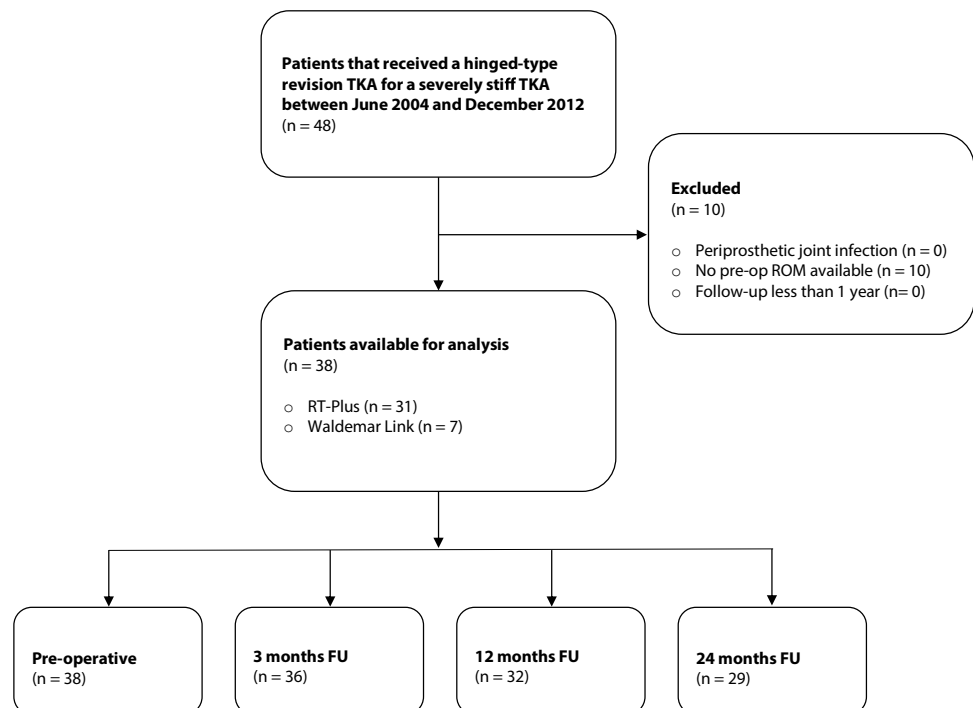 Patients that received a hinged-type
revision TKA for a severely stiff TKA
between June 2004 and December 2012
(n = 48)
Excluded
(n = 10)
○ Periprosthetic joint infection (n = 0)
○ No pre-op ROM available (n = 10)
○ Follow-up less than 1 year (n= 0)
Patients available for analysis
(n = 38)
○ RT-Plus (n = 31)
○ Waldemar Link (n = 7)
Pre-operative
(n = 38)
3 months FU
(n = 36)
12 months FU
(n = 32)
24 months FU
(n = 29)